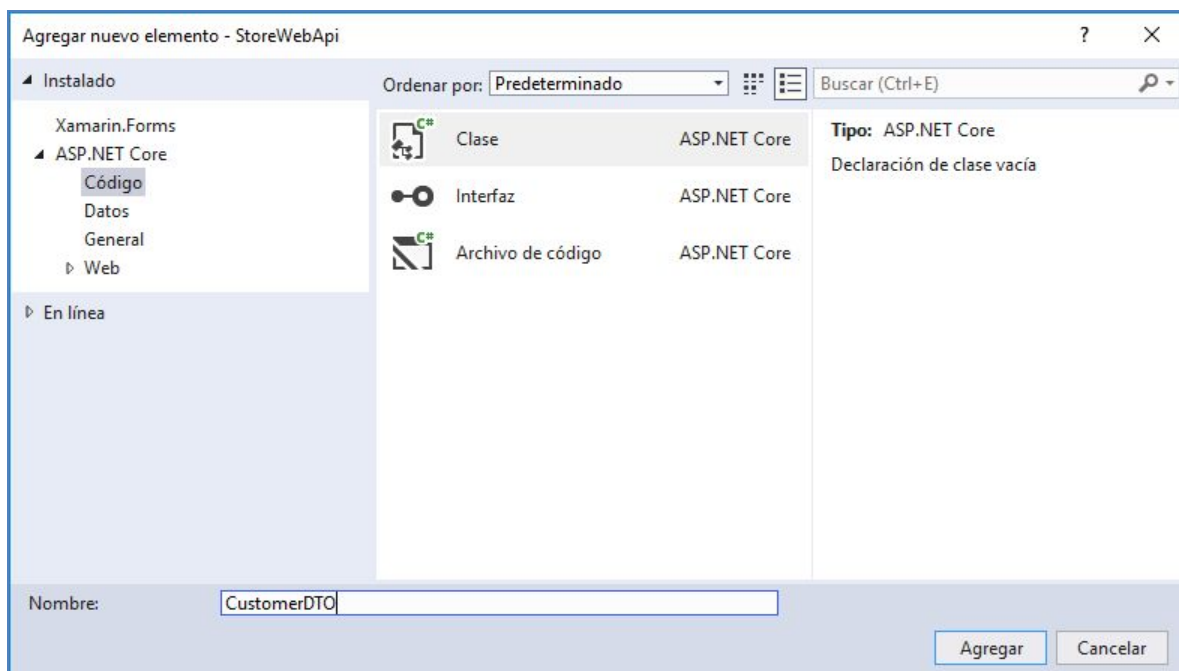 Agregar nuevo elemento - StoreWebApi ?
Instalado
Ordenar por: Predeterminado
Buscar (Ctrl+E)
Xamarin.Forms
ASP.NET Core
Código
Datos
General
Web
En línea
C# Clase ASP.NET Core
Interfaz ASP.NET Core
C# Archivo de código ASP.NET Core
Tipo: ASP.NET Core
Declaración de clase vacía
Nombre: CustomerDTO
Agregar Cancelar